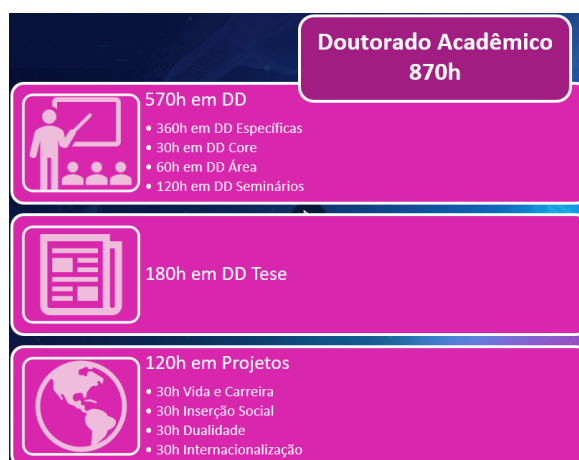 Doutorado Acadêmico
870h
570h em DD
• 360h em DD Específicas
• 30h em DD Core
• 60h em DD Área
• 120h em DD Seminários
180h em DD Tese
120h em Projetos
• 30h Vida e Carreira
• 30h Inserção Social
• 30h Dualidade
• 30h Internacionalização